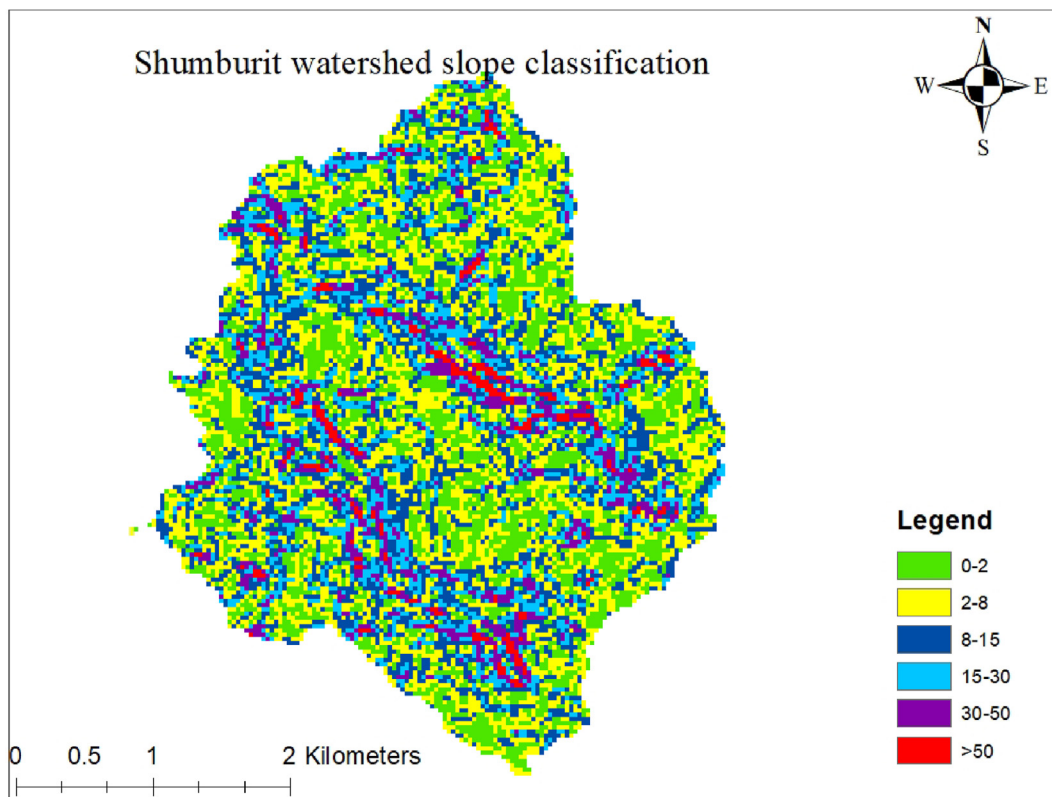 Shumburit watershed slope classification
N
W E
S
Legend
0-2
2-8
8-15
15-30
30-50
>50
0 0.5 1 2 Kilometers